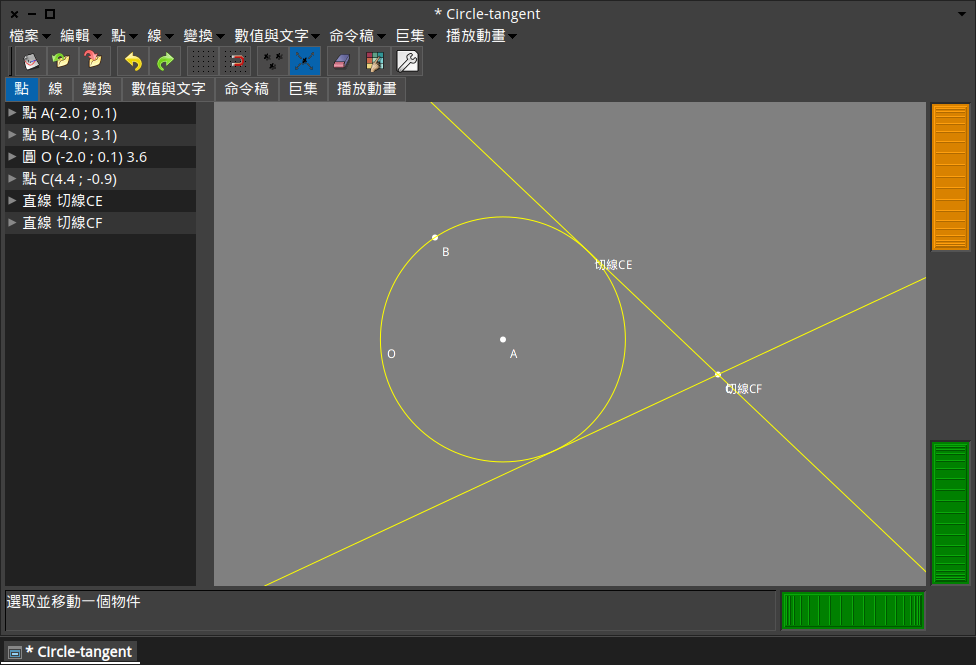 * Circle-tangent
檔案 編輯 點 線 變換 數值與文字 命令稿 巨集 播放動畫
點 線 變換 數值與文字 命令稿 巨集 播放動畫
點 A(-2.0 ; 0.1)
點 B(-4.0 ; 3.1)
圓 O (-2.0 ; 0.1) 3.6
點 C(4.4 ; -0.9)
直線 切線CE
直線 切線CF
B
切線CE
O
A
切線CF
選取並移動一個物件
* Circle-tangent